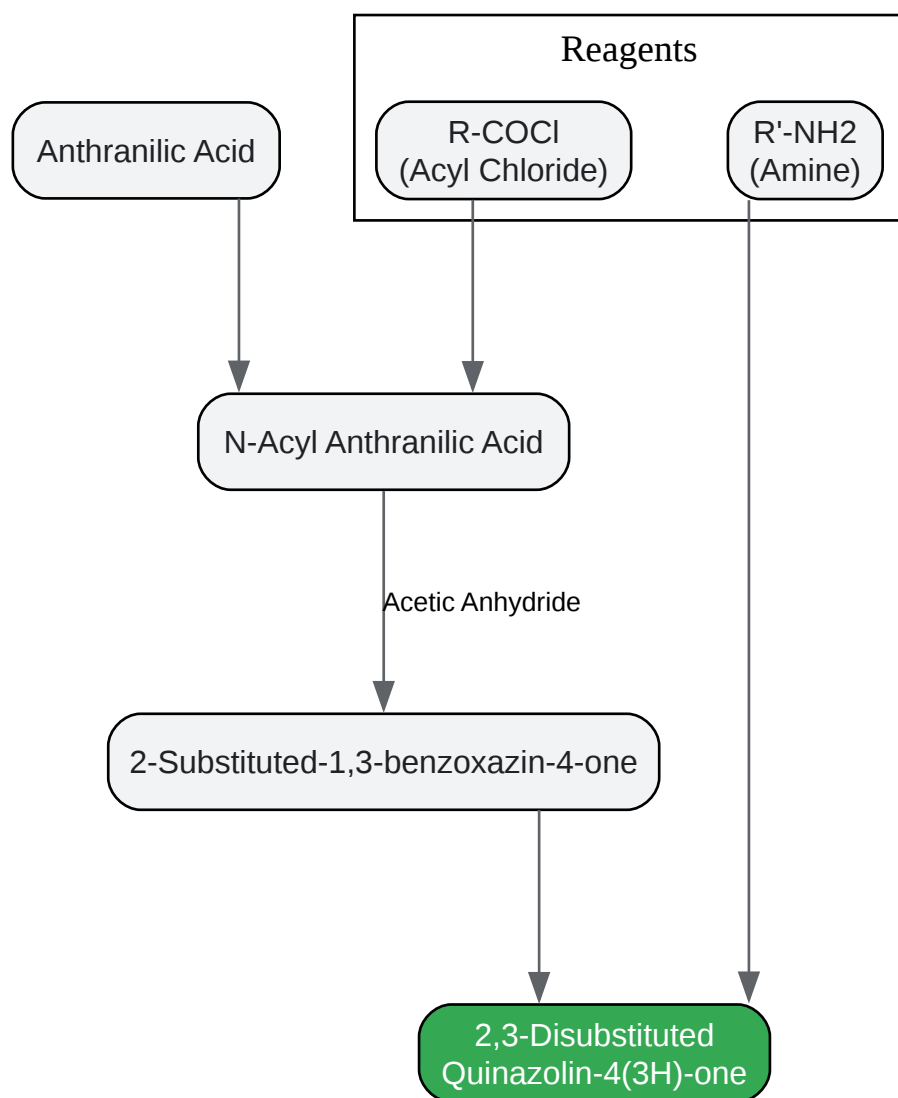 Reagents
Anthranilic Acid
R-COCl
(Acyl Chloride)
R'-NH2
(Amine)
N-Acyl Anthranilic Acid
Acetic Anhydride
2-Substituted-1,3-benzoxazin-4-one
2,3-Disubstituted
Quinazolin-4(3H)-one